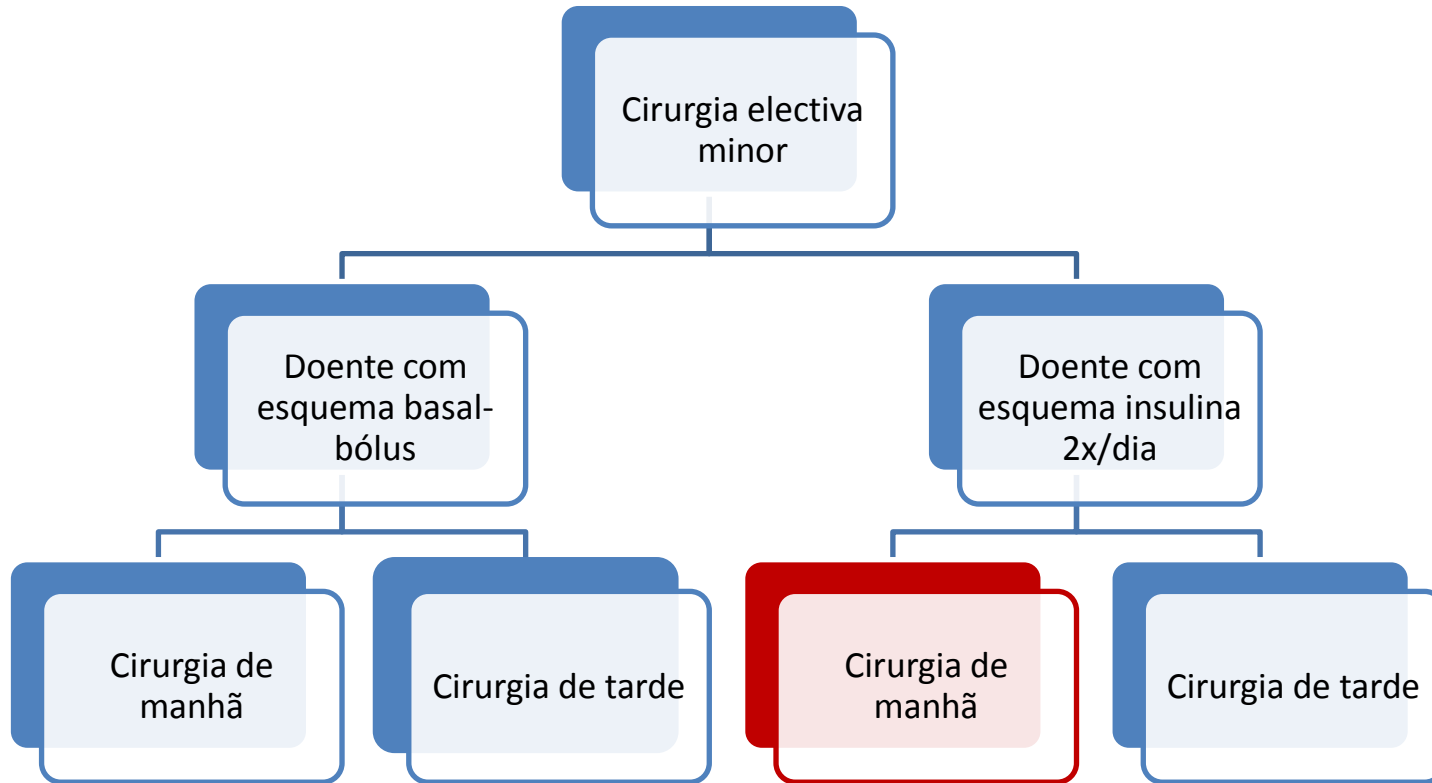 Cirurgia electiva
minor
Doente com
esquema basal-
bólus
Doente com
esquema insulina
2x/dia
Cirurgia de
manhã
Cirurgia de tarde
Cirurgia de
manhã
Cirurgia de tarde